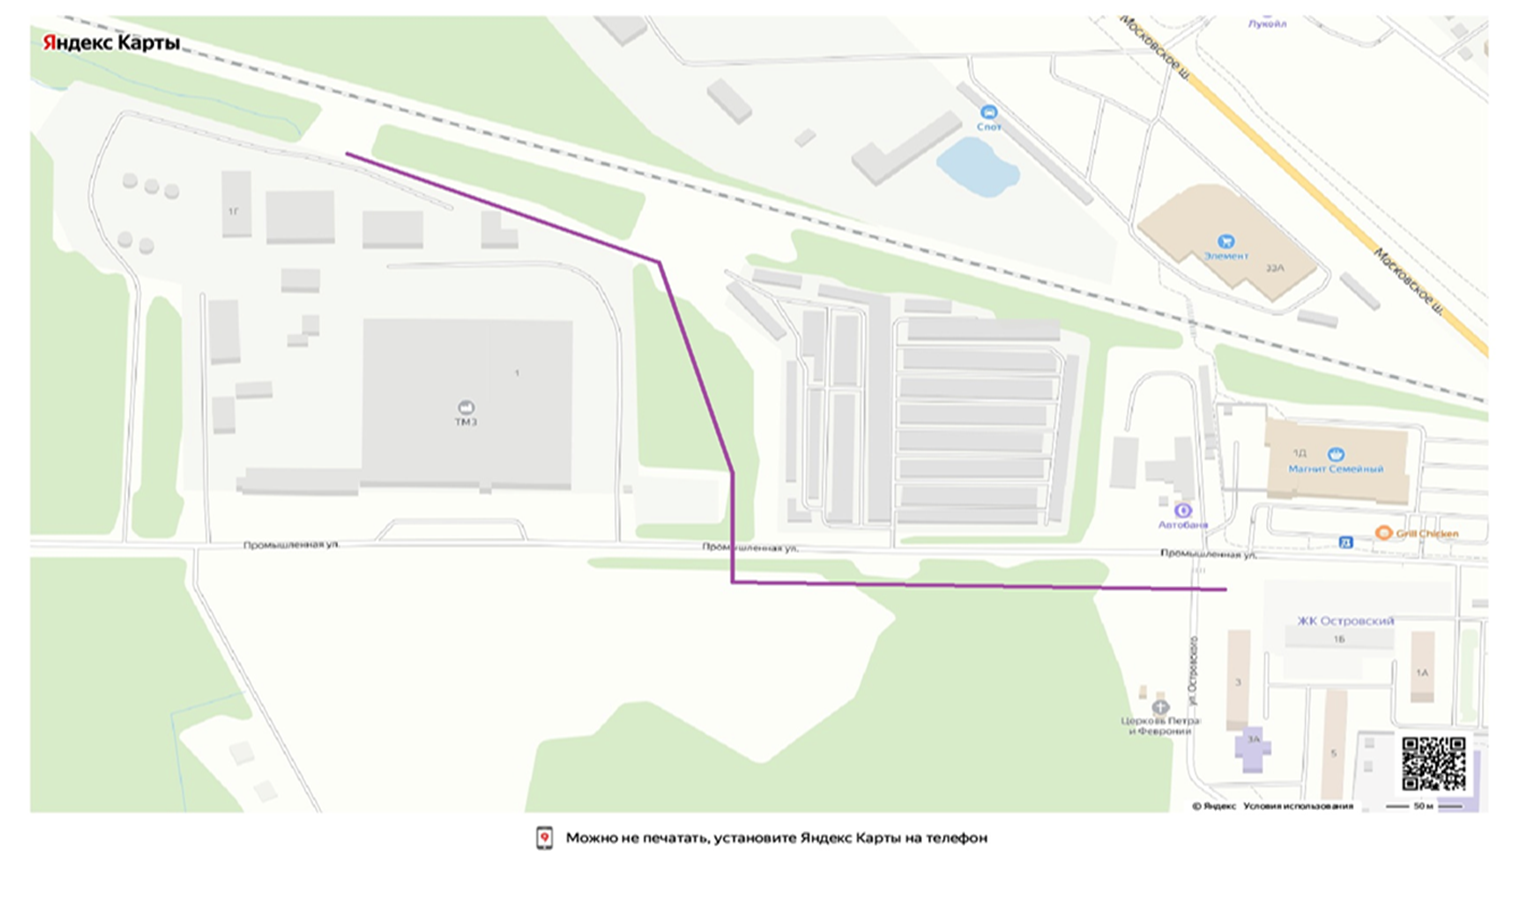 Яндекс Карты
Лукойл
Московское ш.
Спот
Элемент
22А
Московское ш.
1Г
1
ТМЗ
1Д
Магнит Семейный
Автобаня
Grill Chicken
Промышленная ул.
Промышленная ул.
Промышленная ул.
ЖК Островский
1Б
ул. Островского
3
1А
Церковь Петра
и Февронии
3А
5
© Яндекс Условия использования
50 м
Можно не печатать, установите Яндекс Карты на телефон